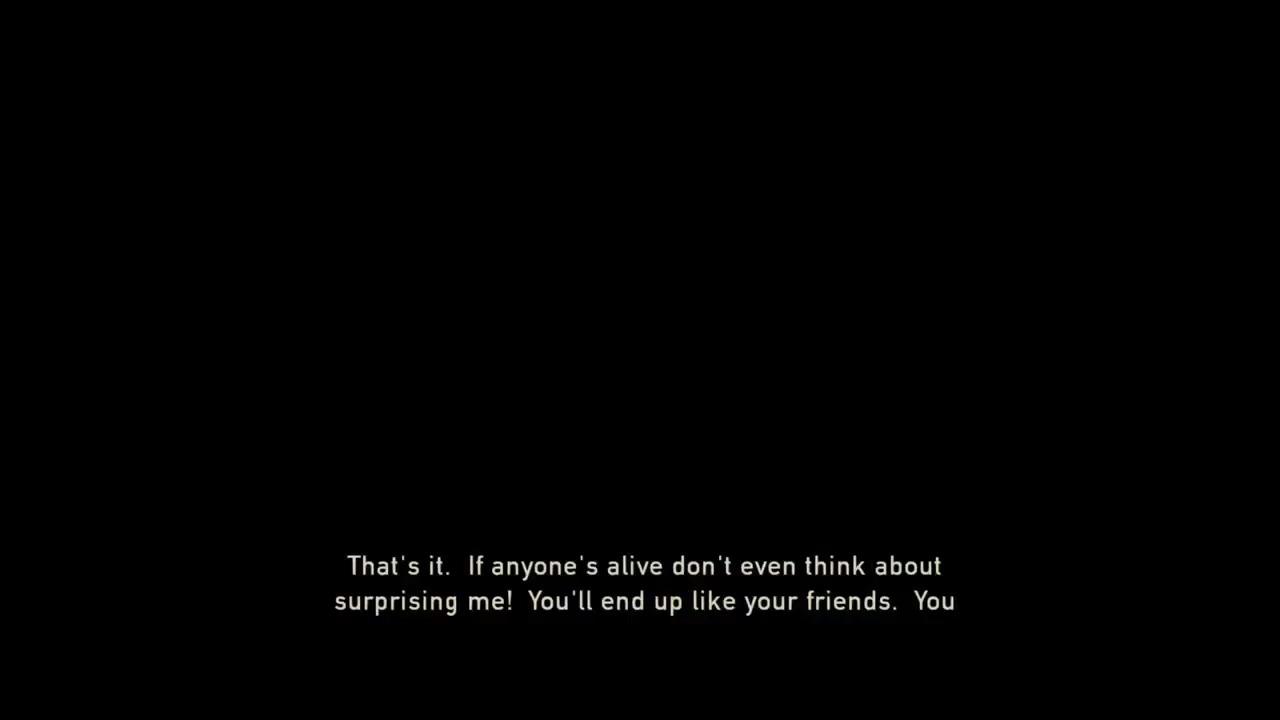 That's it.  If anyone's alive don't even think about
surprising me!  You'll end up like your friends.  You